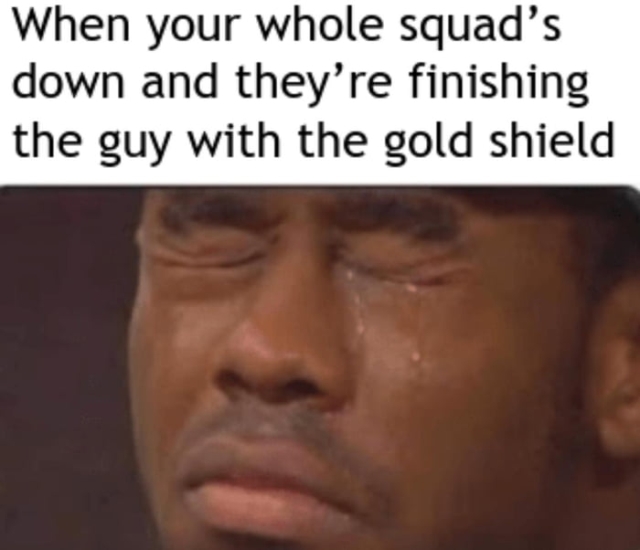 When your whole squad’s
down and they’re finishing
the guy with the gold shield